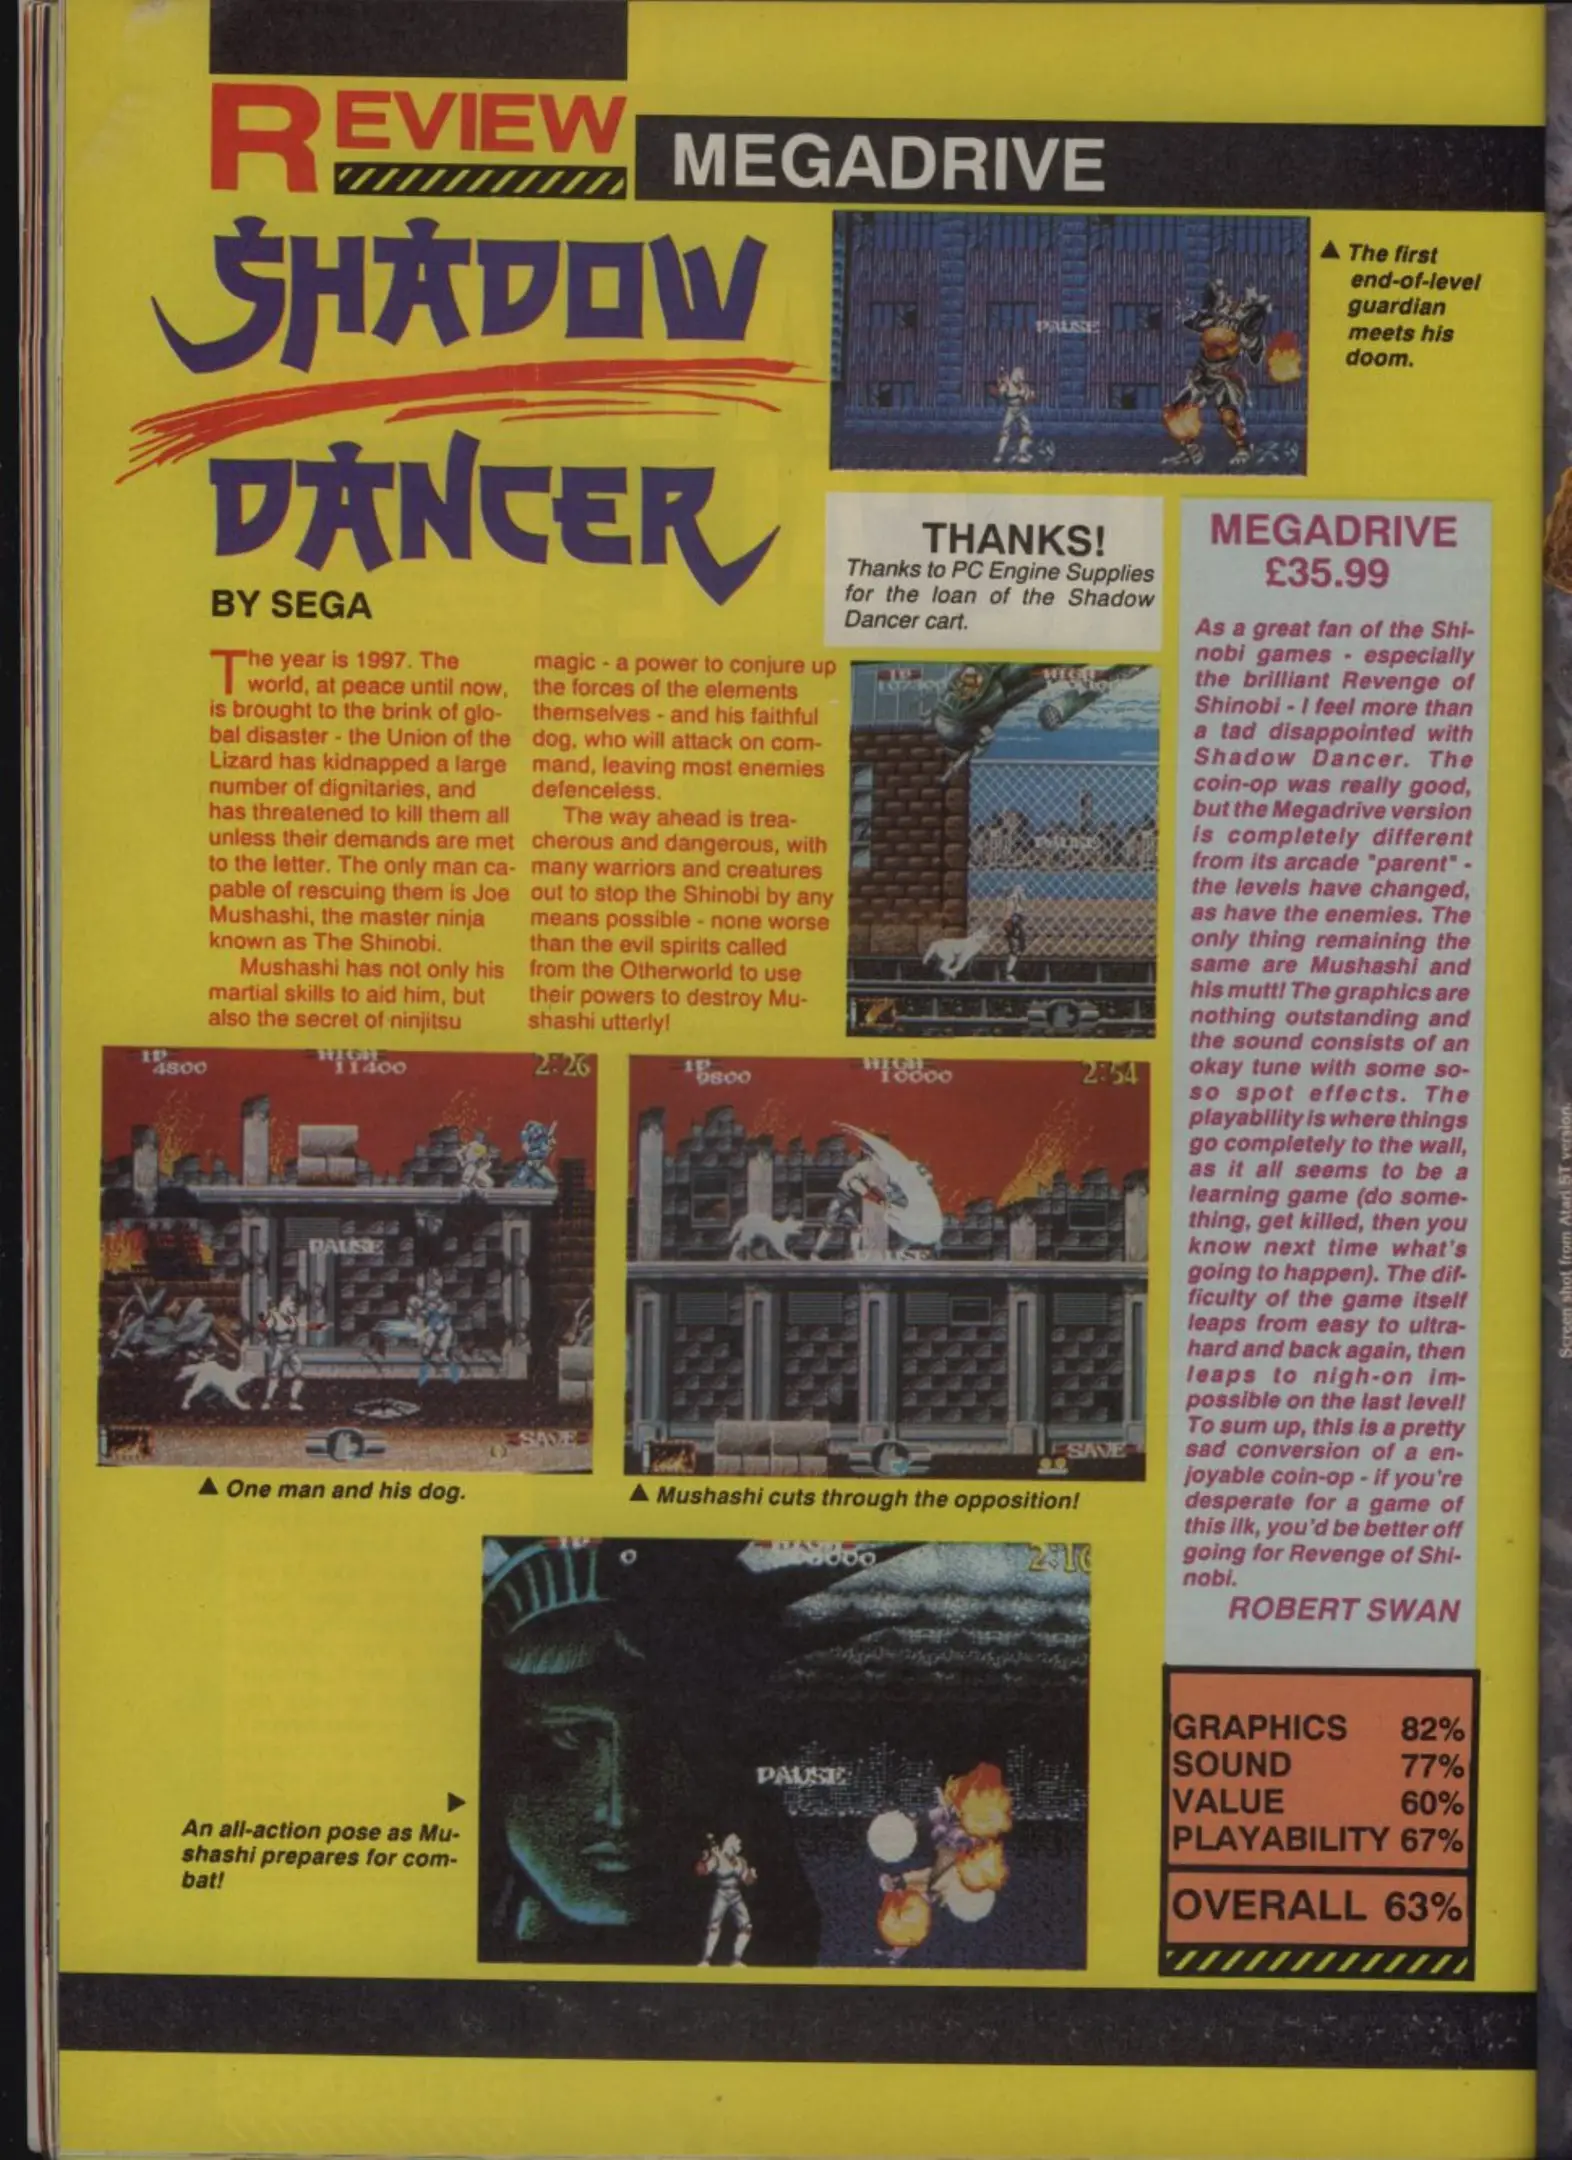 REVIEW
MEGADRIVE
SHADOW
DANCER
BY SEGA
PAUSE
▲ The first
end-of-level
guardian
meets his
doom.
THANKS!
Thanks to PC Engine Supplies
for the loan of the Shadow
Dancer cart.
The year is 1997. The
world, at peace until now,
is brought to the brink of glo-
bal disaster - the Union of the
Lizard has kidnapped a large
number of dignitaries, and
has threatened to kill them all
unless their demands are met
to the letter. The only man ca-
pable of rescuing them is Joe
Mushashi, the master ninja
known as The Shinobi.
Mushashi has not only his
martial skills to aid him, but
also the secret of ninjitsu
magic - a power to conjure up
the forces of the elements
themselves - and his faithful
dog, who will attack on com-
mand, leaving most enemies
defenceless.
The way ahead is trea-
cherous and dangerous, with
many warriors and creatures
out to stop the Shinobi by any
means possible - none worse
than the evil spirits called
from the Otherworld to use
their powers to destroy Mu-
shashi utterly!
1P HIGH
PAUSE
1P HIGH 2:26
4800 11400
PAUSE
SAVE
▲ One man and his dog.
1P HIGH 2:54
9800 10000
PAUSE
SAVE
▲ Mushashi cuts through the opposition!
1P 0 HIGH
PAUSE
►
An all-action pose as Mu-
shashi prepares for com-
bat!
MEGADRIVE
£35.99
As a great fan of the Shi-
nobi games - especially
the brilliant Revenge of
Shinobi - I feel more than
a tad disappointed with
Shadow Dancer. The
coin-op was really good,
but the Megadrive version
is completely different
from its arcade "parent" -
the levels have changed,
as have the enemies. The
only thing remaining the
same are Mushashi and
his mutt! The graphics are
nothing outstanding and
the sound consists of an
okay tune with some so-
so spot effects. The
playability is where things
go completely to the wall,
as it all seems to be a
learning game (do some-
thing, get killed, then you
know next time what's
going to happen). The dif-
ficulty of the game itself
leaps from easy to ultra-
hard and back again, then
leaps to nigh-on im-
possible on the last level!
To sum up, this is a pretty
sad conversion of a en-
joyable coin-op - if you're
desperate for a game of
this ilk, you'd be better off
going for Revenge of Shi-
nobi.
ROBERT SWAN
GRAPHICS 82%
SOUND 77%
VALUE 60%
PLAYABILITY 67%
OVERALL 63%
Screen shot from Atari ST version.